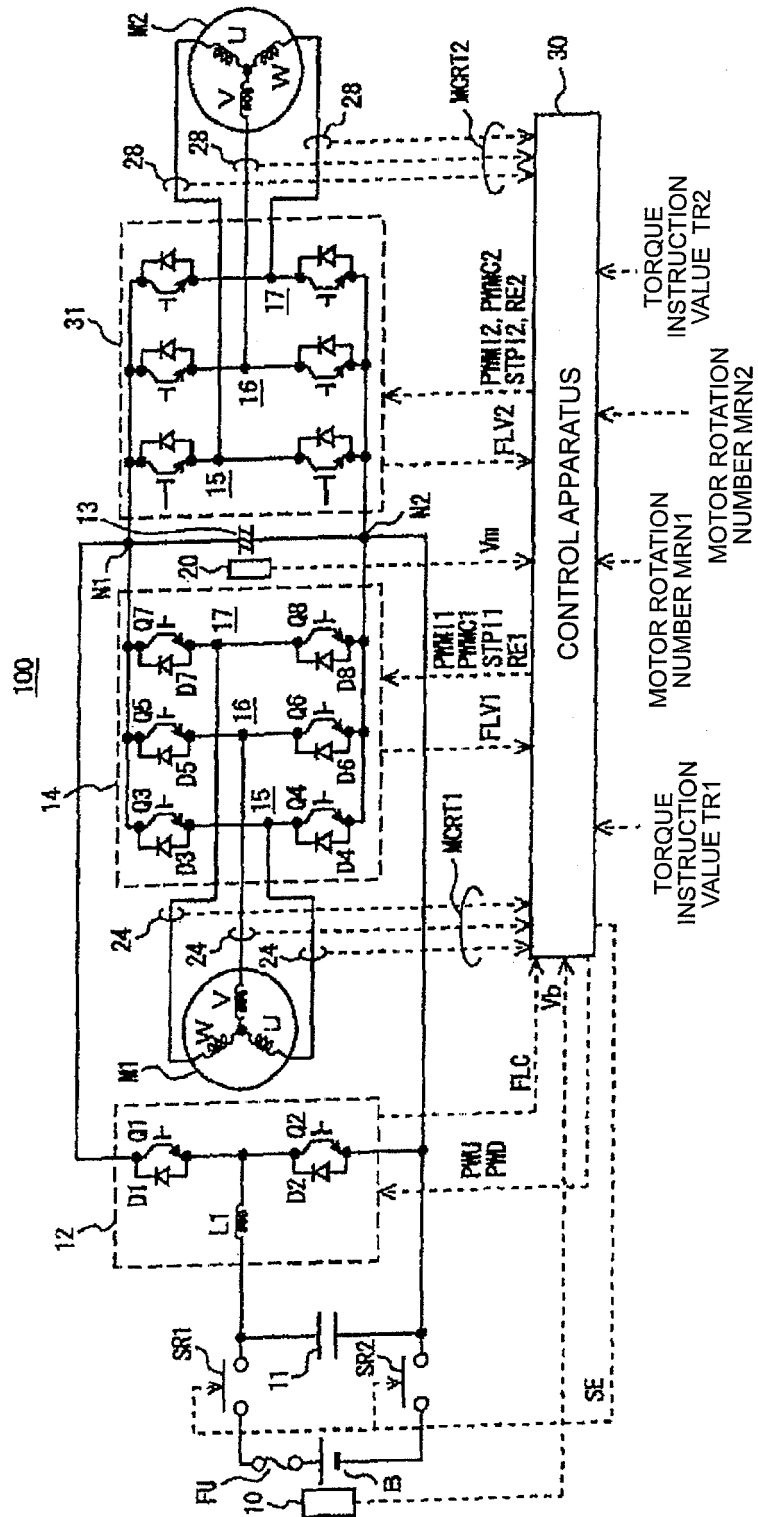 100
M2
U
V
W
28
28
28
MCRT2
30
31
15
16
17
PWMI2, PWMC2
STPI2, RE2
FLV2
N1
13
20
N2
Vm
14
Q3
Q5
Q7
D3
D5
D7
15
16
17
Q4
Q6
Q8
D4
D6
D8
PWMI1
PWMC1
STPI1
RE1
FLV1
24
24
24
MCRT1
M1
W
V
U
12
Q1
D1
Q2
D2
L1
PWU
PWD
FLC
Vb
SR1
11
SR2
SE
FU
10
B
CONTROL APPARATUS
TORQUE
INSTRUCTION
VALUE TR1
MOTOR ROTATION
NUMBER MRN1
MOTOR ROTATION
NUMBER MRN2
TORQUE
INSTRUCTION
VALUE TR2